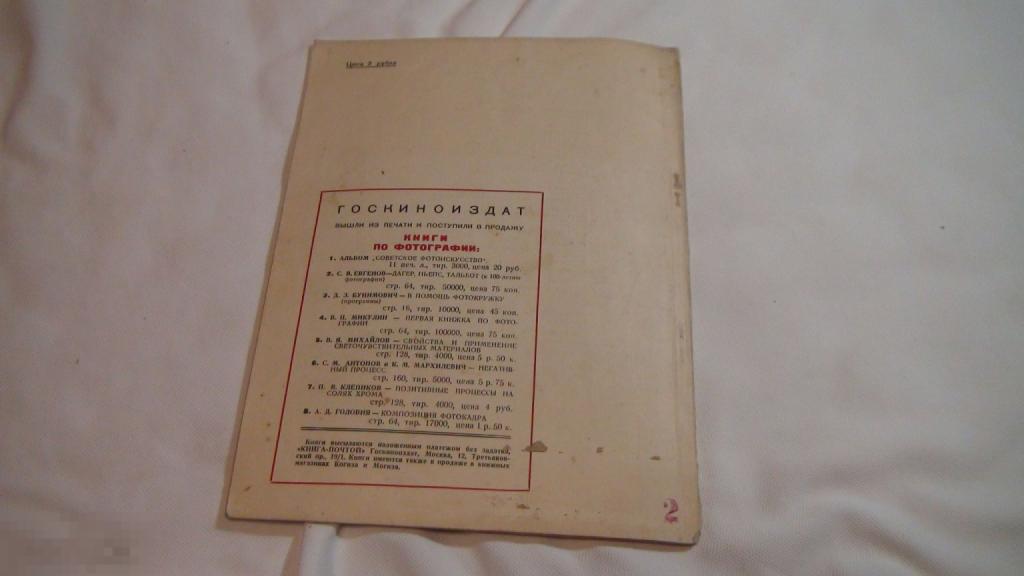 Цена 2 рубля
ГОСКИНОИЗДАТ
ВЫШЛИ ИЗ ПЕЧАТИ И ПОСТУПИЛИ В ПРОДАЖУ
КНИГИ
ПО ФОТОГРАФИИ:
1. АЛЬБОМ „СОВЕТСКОЕ ФОТОИСКУССТВО“.
11 печ. л., тир. 3000, цена 20 руб.
2. С. В. ЕВГЕНОВ—ДАГЕР, НЬЕПС, ТАЛЬБОТ (к 100-летию
фотографии)
стр. 64, тир. 50000, цена 75 коп.
3. Д. З. БУНИМОВИЧ — В ПОМОЩЬ ФОТОКРУЖКУ
(программы)
стр. 16, тир. 10000, цена 45 коп.
4. В. П. МИКУЛИН — ПЕРВАЯ КНИЖКА ПО ФОТО-
ГРАФИИ
стр. 64, тир. 100000, цена 75 коп.
5. В. Я. МИХАЙЛОВ — СВОЙСТВА И ПРИМЕНЕНИЕ
СВЕТОЧУВСТВИТЕЛЬНЫХ МАТЕРИАЛОВ
стр. 128, тир. 4000, цена 5 р. 50 к.
6. С. М. АНТОНОВ и К. М. МАРХИЛЕВИЧ — НЕГАТИВ-
НЫЙ ПРОЦЕСС
стр. 160, тир. 5000, цена 5 р. 75 к.
7. П. В. КЛЕПИКОВ — ПОЗИТИВНЫЕ ПРОЦЕССЫ НА
СОЛЯХ ХРОМА
стр. 128, тир. 4000, цена 4 руб.
8. А. Д. ГОЛОВНЯ — КОМПОЗИЦИЯ ФОТОКАДРА
стр. 64, тир. 17000, цена 1 р. 50 к.
Книги высылаются наложенным платежом без задатка,
«КНИГА—ПОЧТОЙ» Госкиноиздат, Москва, 12, Третьяков-
ский пр., 19/1. Книги имеются также в продаже в книжных
магазинах Когиза и Могиза.
2